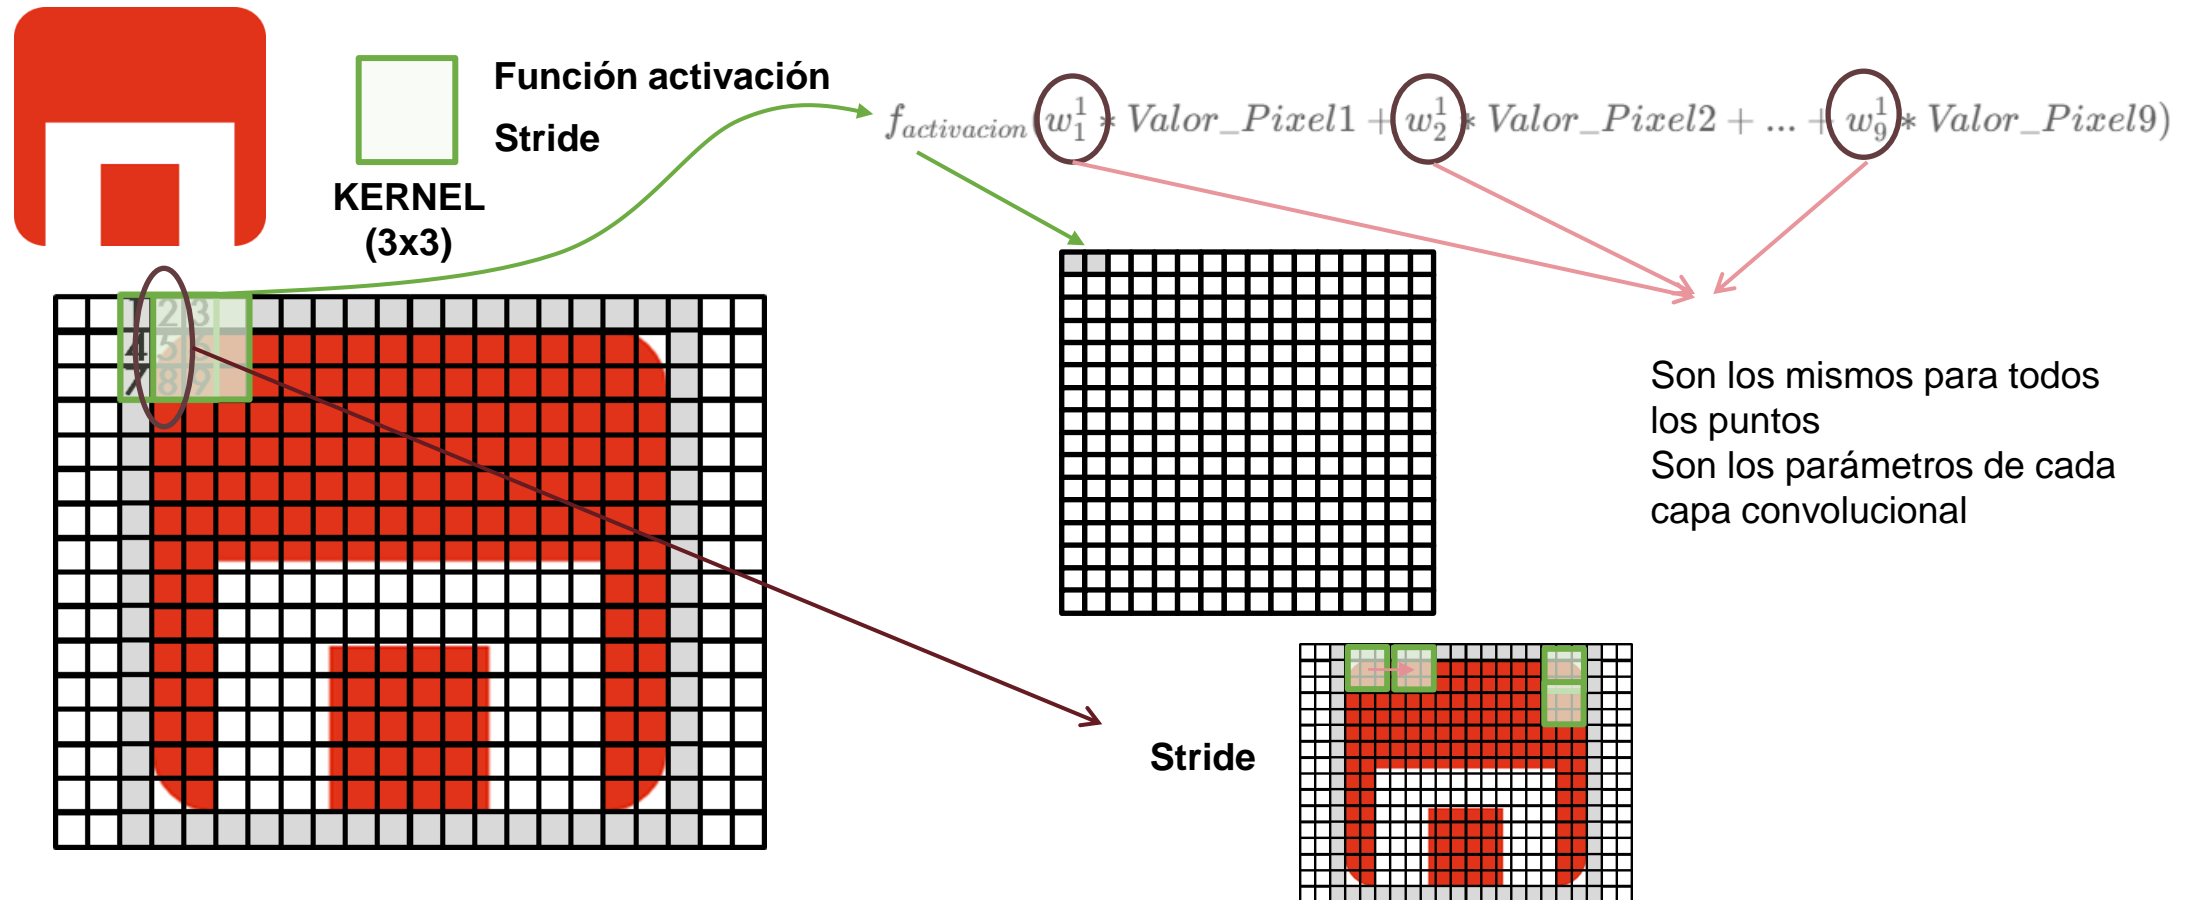 Función activación
Stride
KERNEL
(3x3)
f_{activacion}(w_1^1 * Valor_Pixel1 + w_2^1 * Valor_Pixel2 + ... + w_9^1 * Valor_Pixel9)
1 2 3
4 5 6
7 8 9
Son los mismos para todos
los puntos
Son los parámetros de cada
capa convolucional
Stride